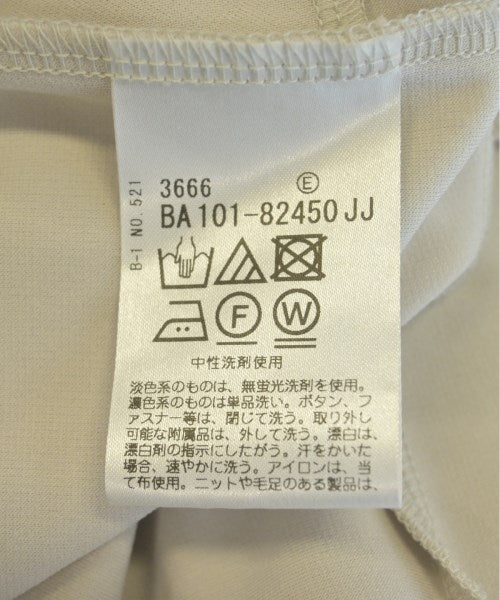 B-1 NO.521
3666 E
BA101-82450JJ
F W
中性洗剤使用
淡色系のものは、無蛍光洗剤を使用。
濃色系のものは単品洗い。ボタン、フ
ァスナー等は、閉じて洗う。取り外し
可能な附属品は、外して洗う。漂白は、
漂白剤の指示にしたがう。汗をかいた
場合、速やかに洗う。アイロンは、当
て布使用。ニットや毛足のある製品は、